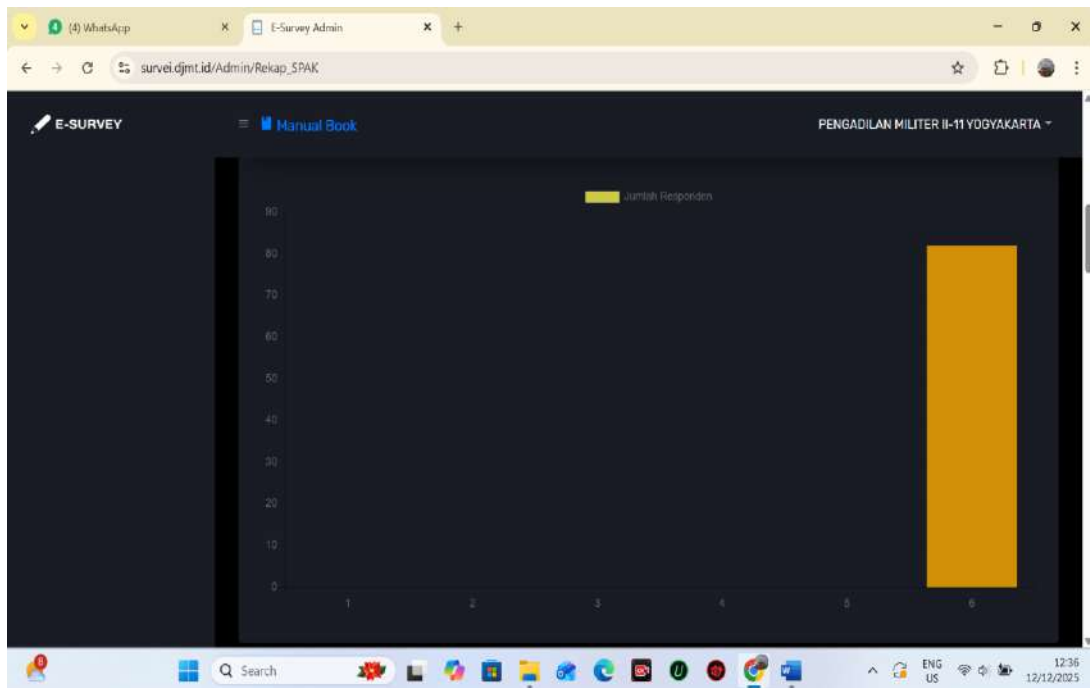 (4) WhatsApp
E-Survey Admin
survei.djmt.id/Admin/Rekap_SPAK
E-SURVEY
Manual Book
PENGADILAN MILITER II-11 YOGYAKARTA
Jumlah Responden
90
80
70
60
50
40
30
20
10
0
1 2 3 4 5 6
Search
ENG
US
12:36
12/12/2025